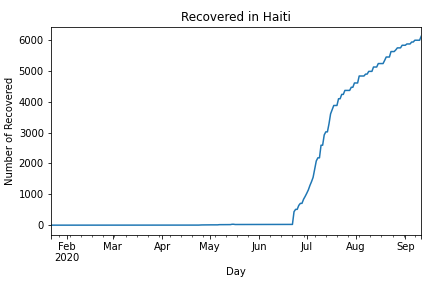 Recovered in Haiti
Number of Recovered
6000
5000
4000
3000
2000
1000
0
Feb Mar Apr May Jun Jul Aug Sep
2020
Day